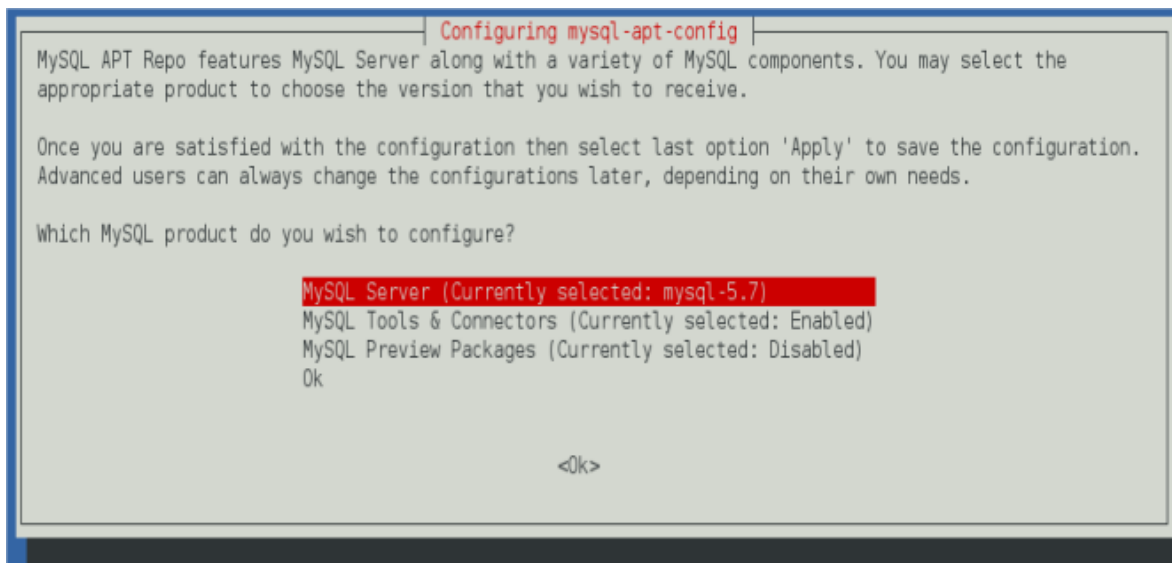 Configuring mysql-apt-config
MySQL APT Repo features MySQL Server along with a variety of MySQL components. You may select the
appropriate product to choose the version that you wish to receive.
Once you are satisfied with the configuration then select last option 'Apply' to save the configuration.
Advanced users can always change the configurations later, depending on their own needs.
Which MySQL product do you wish to configure?
MySQL Server (Currently selected: mysql-5.7)
MySQL Tools & Connectors (Currently selected: Enabled)
MySQL Preview Packages (Currently selected: Disabled)
Ok
<Ok>